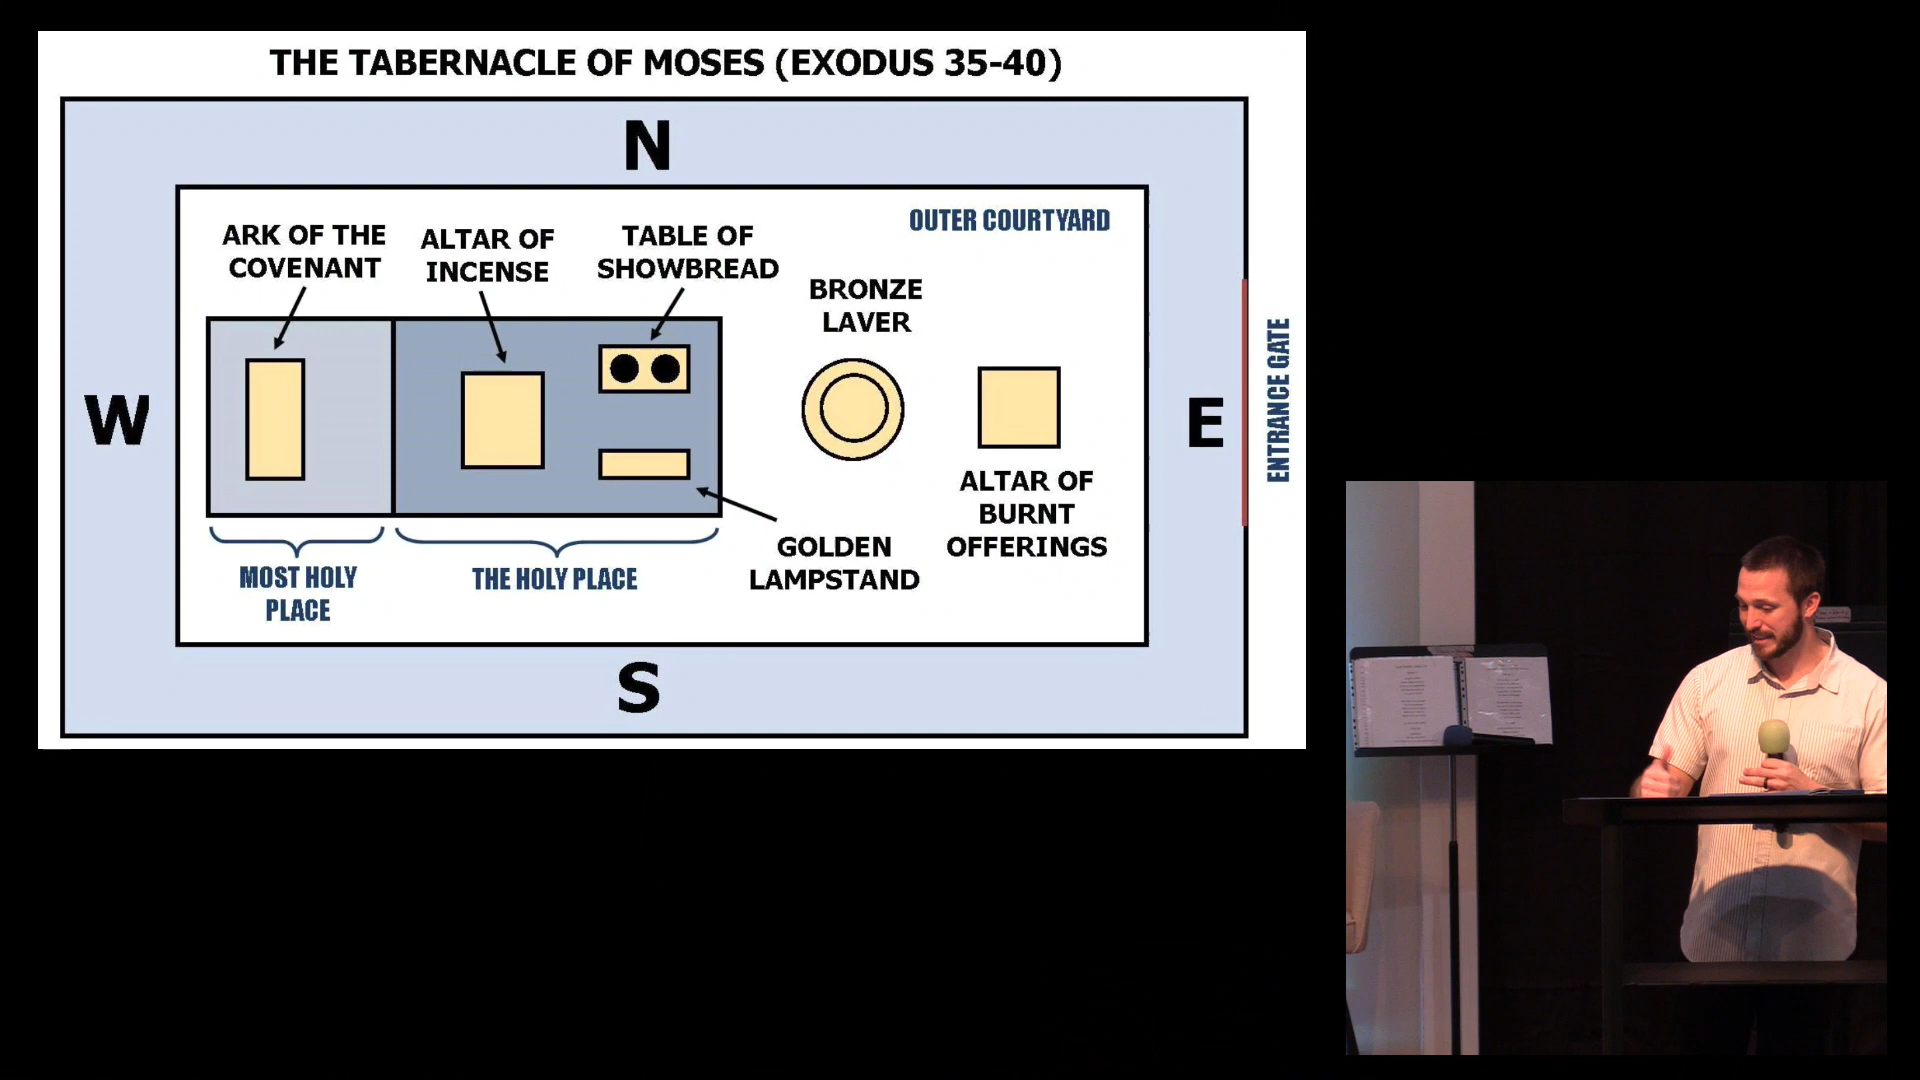 THE TABERNACLE OF MOSES (EXODUS 35-40)
N
OUTER COURTYARD
ARK OF THE
COVENANT
ALTAR OF
INCENSE
TABLE OF
SHOWBREAD
BRONZE
LAVER
W
E
ENTRANCE GATE
ALTAR OF
BURNT
OFFERINGS
GOLDEN
LAMPSTAND
MOST HOLY
PLACE
THE HOLY PLACE
S